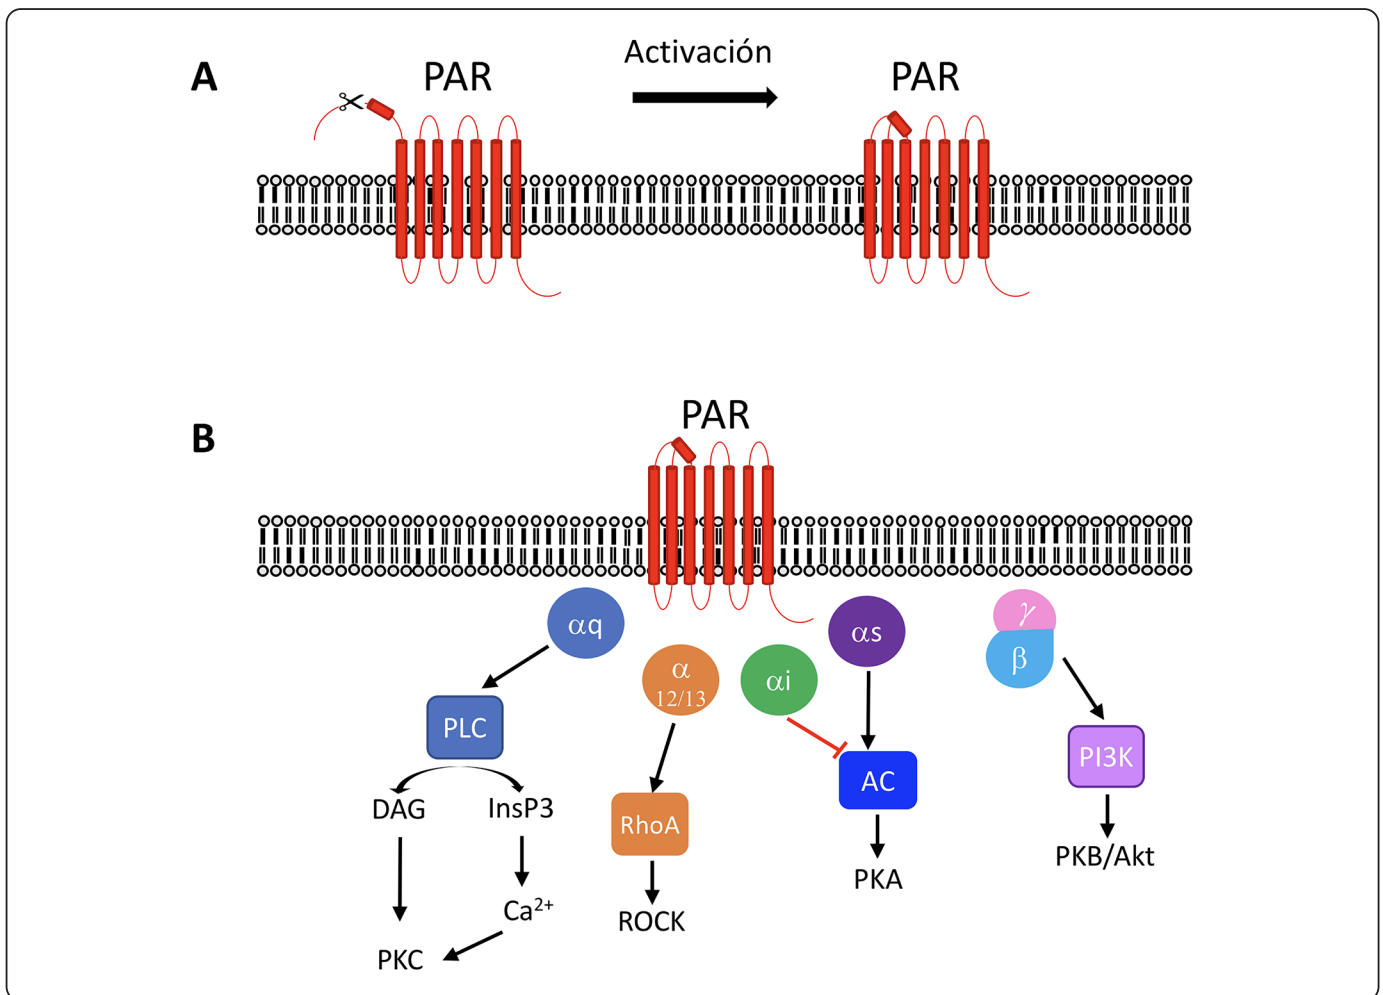 Activación
A
PAR
PAR
B
PAR
αq
αs
γ
β
α
12/13
αi
PLC
PI3K
AC
DAG
InsP3
RhoA
PKB/Akt
PKA
Ca²⁺
ROCK
PKC